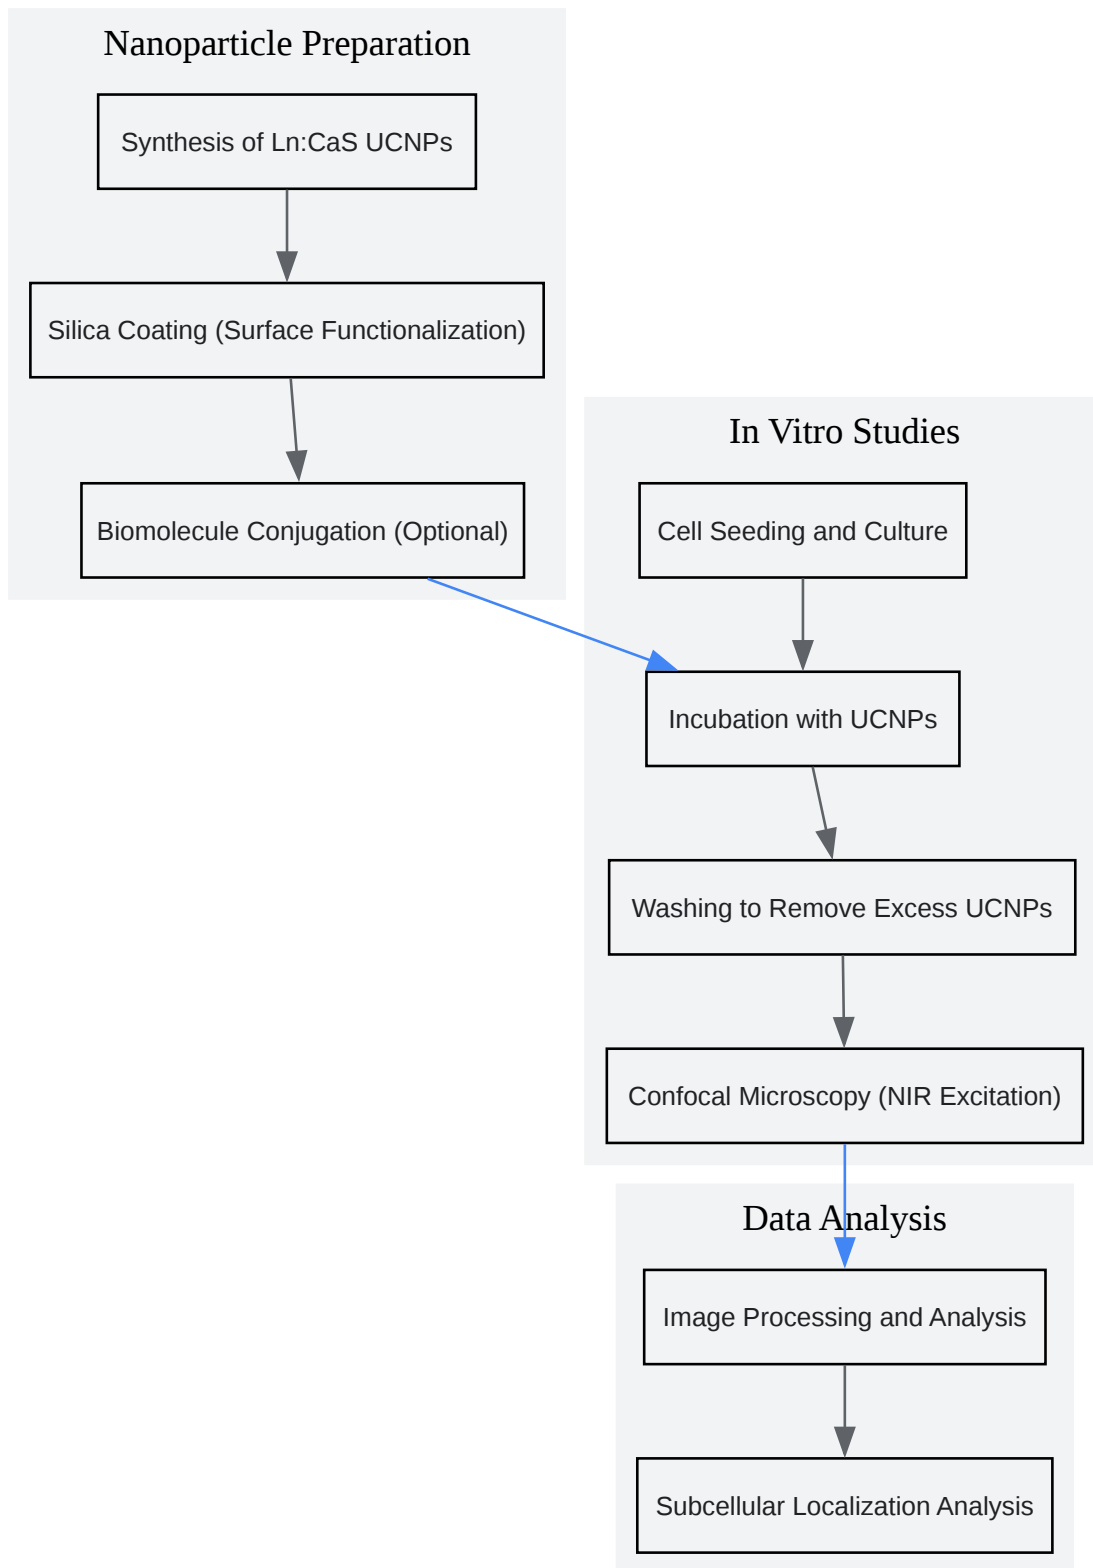 Nanoparticle Preparation
Synthesis of Ln:CaS UCNPs
Silica Coating (Surface Functionalization)
Biomolecule Conjugation (Optional)
In Vitro Studies
Cell Seeding and Culture
Incubation with UCNPs
Washing to Remove Excess UCNPs
Confocal Microscopy (NIR Excitation)
Data Analysis
Image Processing and Analysis
Subcellular Localization Analysis